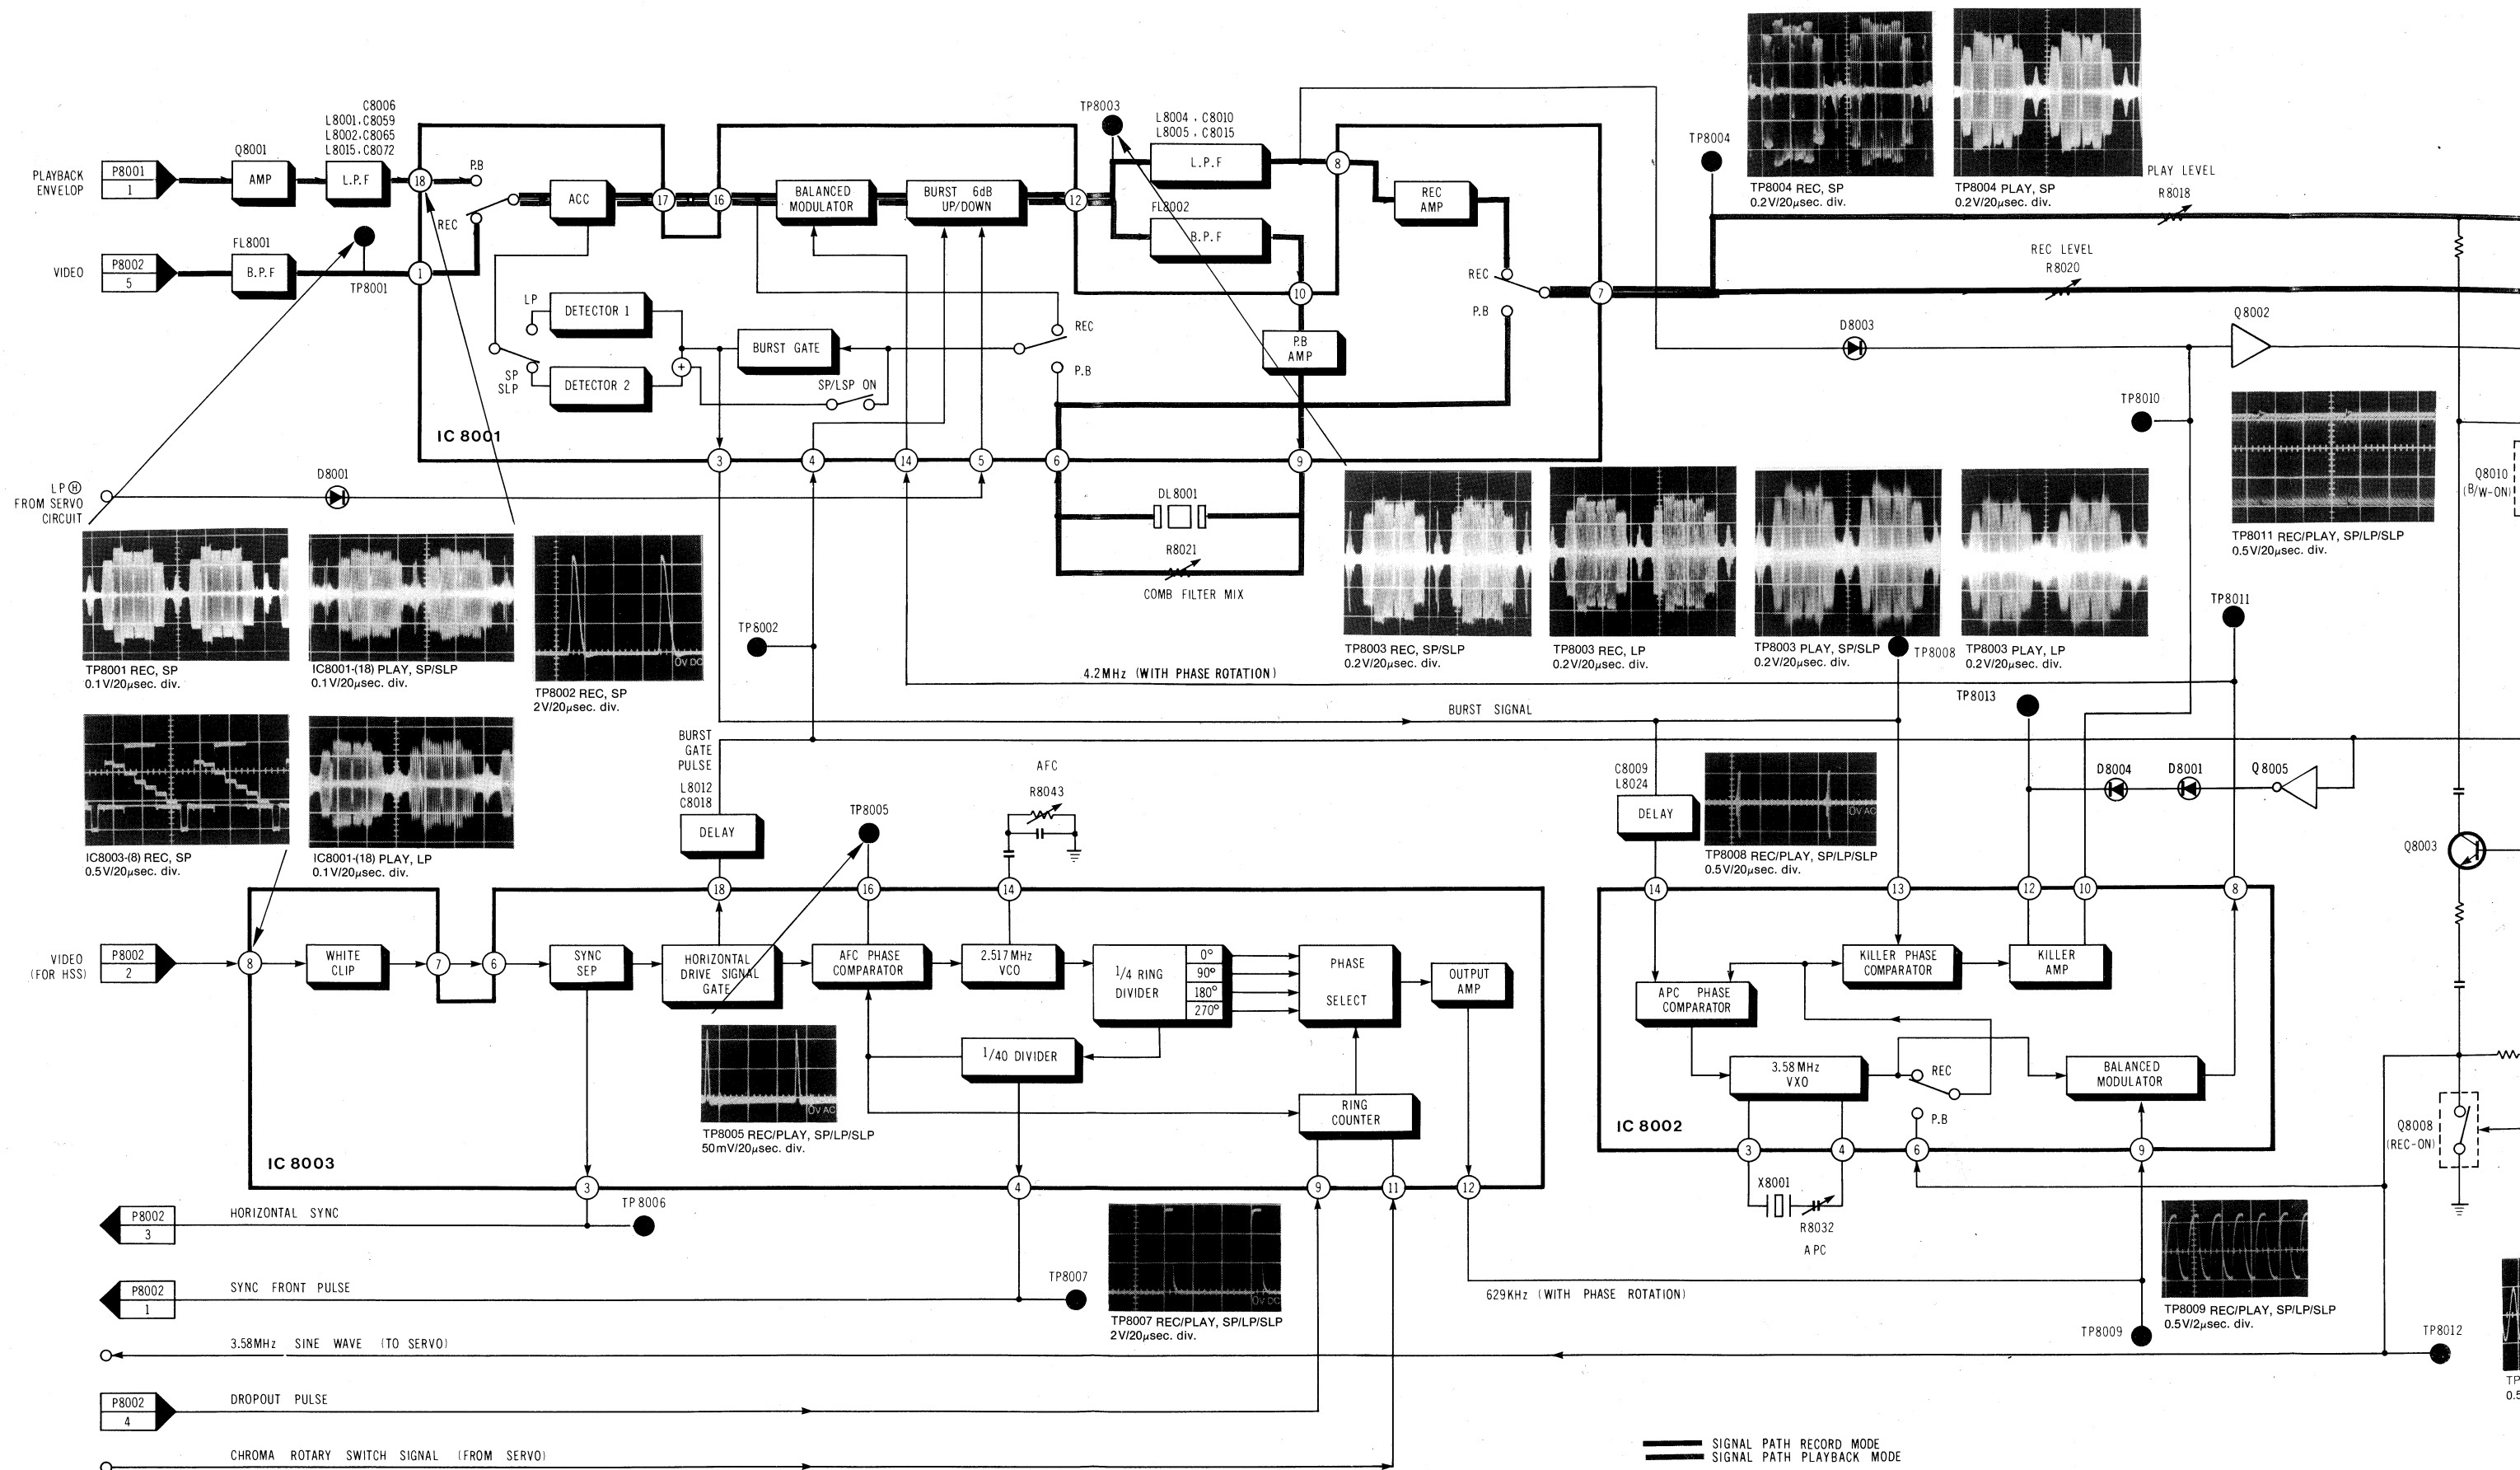 PLAYBACK
ENVELOP
P8001
1
Q8001
AMP
C8006
L8001,C8059
L8002,C8065
L8015,C8072
L.P.F
18
P.B
REC
VIDEO
P8002
5
FL8001
B.P.F
TP8001
1
ACC
17
16
BALANCED
MODULATOR
BURST 6dB
UP/DOWN
12
TP8003
L8004 , C8010
L8005 , C8015
L.P.F
FL8002
B.P.F
8
10
REC
AMP
REC
P.B
7
LP
DETECTOR 1
SP
SLP
DETECTOR 2
+
BURST GATE
SP/LSP ON
REC
P.B
P.B
AMP
IC 8001
3
4
14
5
6
9
TP8004
TP8004 REC, SP
0.2V/20μsec. div.
TP8004 PLAY, SP
0.2V/20μsec. div.
PLAY LEVEL
R8018
REC LEVEL
R8020
D8003
Q8002
TP8010
TP8011 REC/PLAY, SP/LP/SLP
0.5V/20μsec. div.
Q8010
(B/W-ON)
LP Ⓗ
FROM SERVO
CIRCUIT
D8001
DL8001
R8021
COMB FILTER MIX
TP8001 REC, SP
0.1V/20μsec. div.
IC8001-(18) PLAY, SP/SLP
0.1V/20μsec. div.
0V DC
TP8002 REC, SP
2V/20μsec. div.
TP8002
TP8003 REC, SP/SLP
0.2V/20μsec. div.
TP8003 REC, LP
0.2V/20μsec. div.
TP8003 PLAY, SP/SLP
0.2V/20μsec. div.
TP8008
TP8003 PLAY, LP
0.2V/20μsec. div.
TP8011
4.2MHz (WITH PHASE ROTATION)
BURST SIGNAL
TP8013
IC8003-(8) REC, SP
0.5V/20μsec. div.
IC8001-(18) PLAY, LP
0.1V/20μsec. div.
BURST
GATE
PULSE
L8012
C8018
DELAY
TP8005
AFC
R8043
C8009
L8024
DELAY
0V AC
TP8008 REC/PLAY, SP/LP/SLP
0.5V/20μsec. div.
D8004
D8001
Q8005
Q8003
18
16
14
14
13
12
10
8
VIDEO
(FOR HSS)
P8002
2
8
WHITE
CLIP
7
6
SYNC
SEP
HORIZONTAL
DRIVE SIGNAL
GATE
AFC PHASE
COMPARATOR
2.517MHz
VCO
1/4 RING
DIVIDER
0°
90°
180°
270°
PHASE
SELECT
OUTPUT
AMP
1/40 DIVIDER
RING
COUNTER
0V AC
TP8005 REC/PLAY, SP/LP/SLP
50mV/20μsec. div.
IC 8003
3
4
9
11
12
KILLER PHASE
COMPARATOR
KILLER
AMP
APC PHASE
COMPARATOR
3.58MHz
VXO
REC
P.B
BALANCED
MODULATOR
IC 8002
3
4
6
9
X8001
R8032
APC
Q8008
(REC-ON)
P8002
3
HORIZONTAL SYNC
TP8006
P8002
1
SYNC FRONT PULSE
TP8007
0V DC
TP8007 REC/PLAY, SP/LP/SLP
2V/20μsec. div.
629KHz (WITH PHASE ROTATION)
TP8009 REC/PLAY, SP/LP/SLP
0.5V/2μsec. div.
TP8009
TP8012
TP
0.5
3.58MHz SINE WAVE (TO SERVO)
P8002
4
DROPOUT PULSE
CHROMA ROTARY SWITCH SIGNAL (FROM SERVO)
SIGNAL PATH RECORD MODE
SIGNAL PATH PLAYBACK MODE